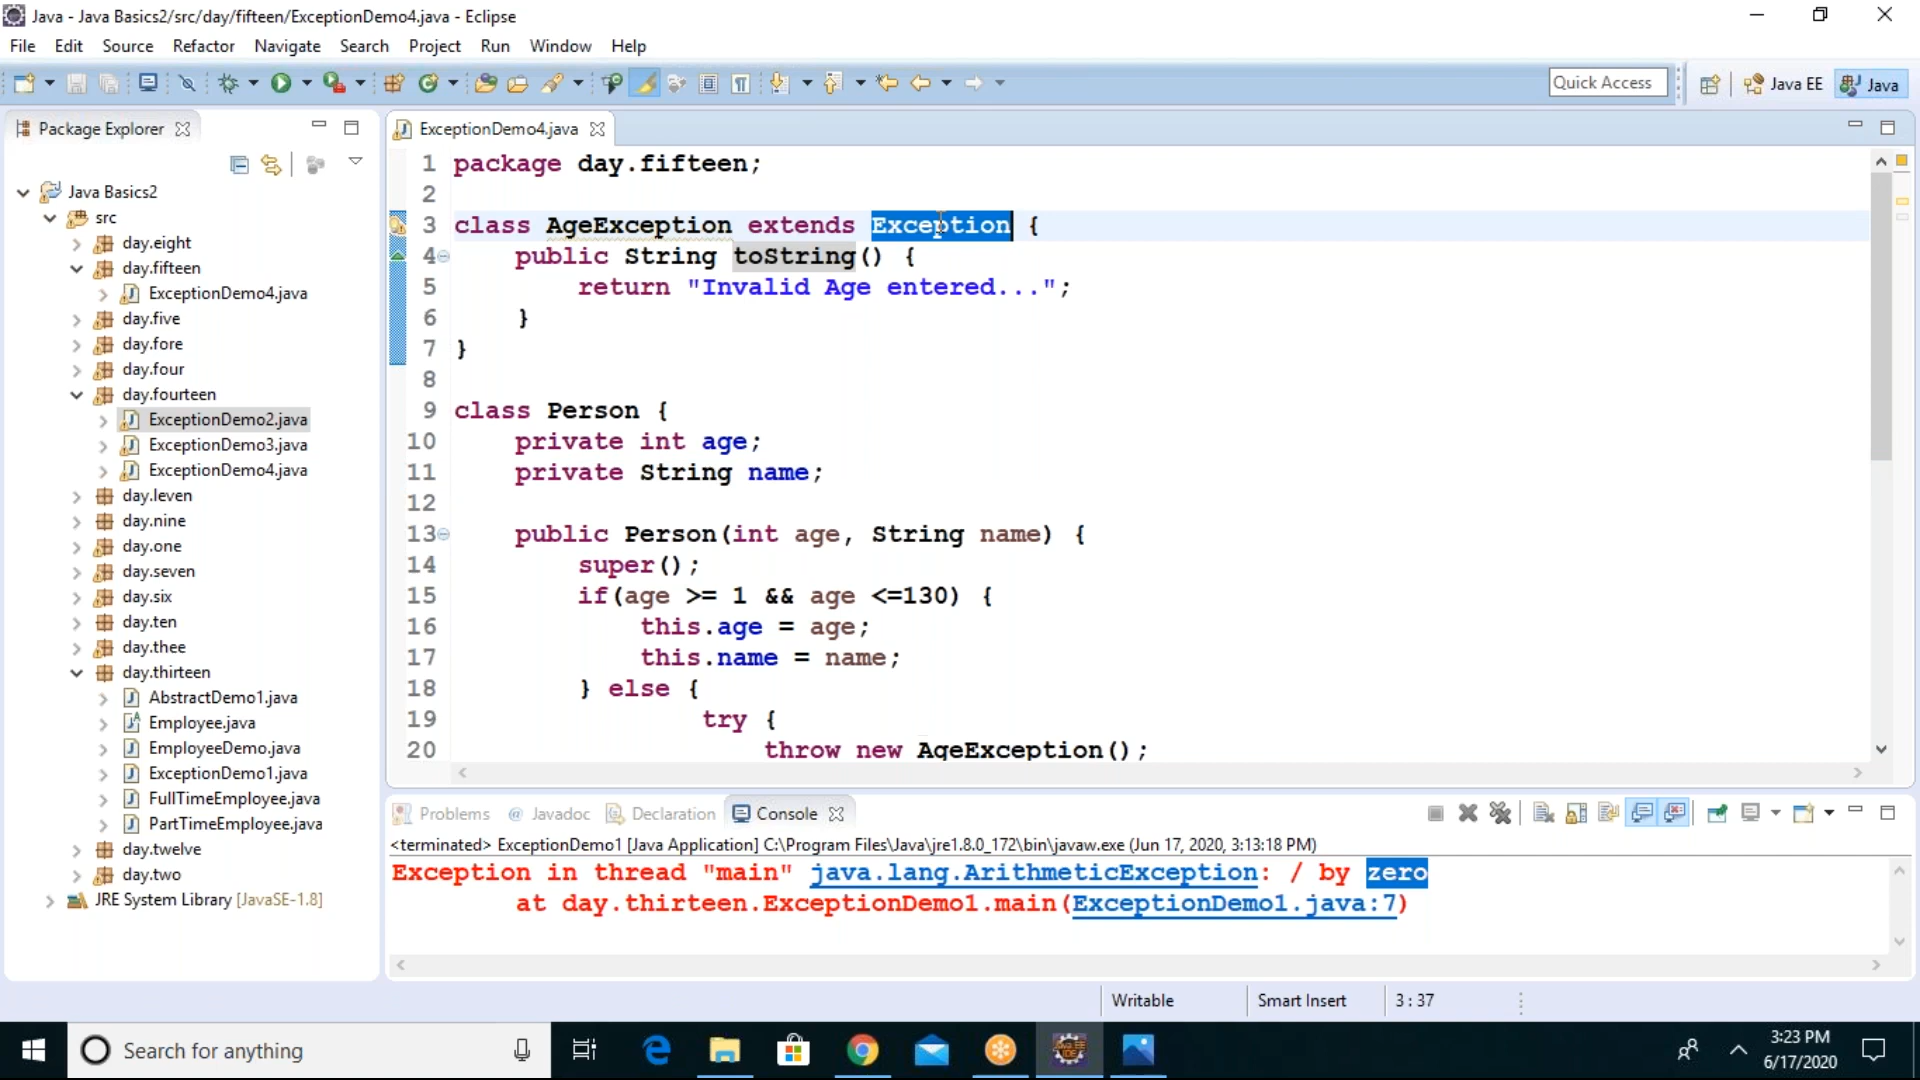 Java - Java Basics2/src/day/fifteen/ExceptionDemo4.java - Eclipse
File Edit Source Refactor Navigate Search Project Run Window Help
Quick Access Java EE Java
Package Explorer
Java Basics2
src
day.eight
day.fifteen
ExceptionDemo4.java
day.five
day.fore
day.four
day.fourteen
ExceptionDemo2.java
ExceptionDemo3.java
ExceptionDemo4.java
day.leven
day.nine
day.one
day.seven
day.six
day.ten
day.thee
day.thirteen
AbstractDemo1.java
Employee.java
EmployeeDemo.java
ExceptionDemo1.java
FullTimeEmployee.java
PartTimeEmployee.java
day.twelve
day.two
JRE System Library [JavaSE-1.8]
ExceptionDemo4.java
1 package day.fifteen;
2
3 class AgeException extends Exception {
4 public String toString() {
5 return "Invalid Age entered...";
6 }
7 }
8
9 class Person {
10 private int age;
11 private String name;
12
13 public Person(int age, String name) {
14 super();
15 if(age >= 1 && age <=130) {
16 this.age = age;
17 this.name = name;
18 } else {
19 try {
20 throw new AgeException();
Problems @ Javadoc Declaration Console
<terminated> ExceptionDemo1 [Java Application] C:\Program Files\Java\jre1.8.0_172\bin\javaw.exe (Jun 17, 2020, 3:13:18 PM)
Exception in thread "main" java.lang.ArithmeticException: / by zero
at day.thirteen.ExceptionDemo1.main(ExceptionDemo1.java:7)
Writable Smart Insert 3 : 37
Search for anything
3:23 PM
6/17/2020